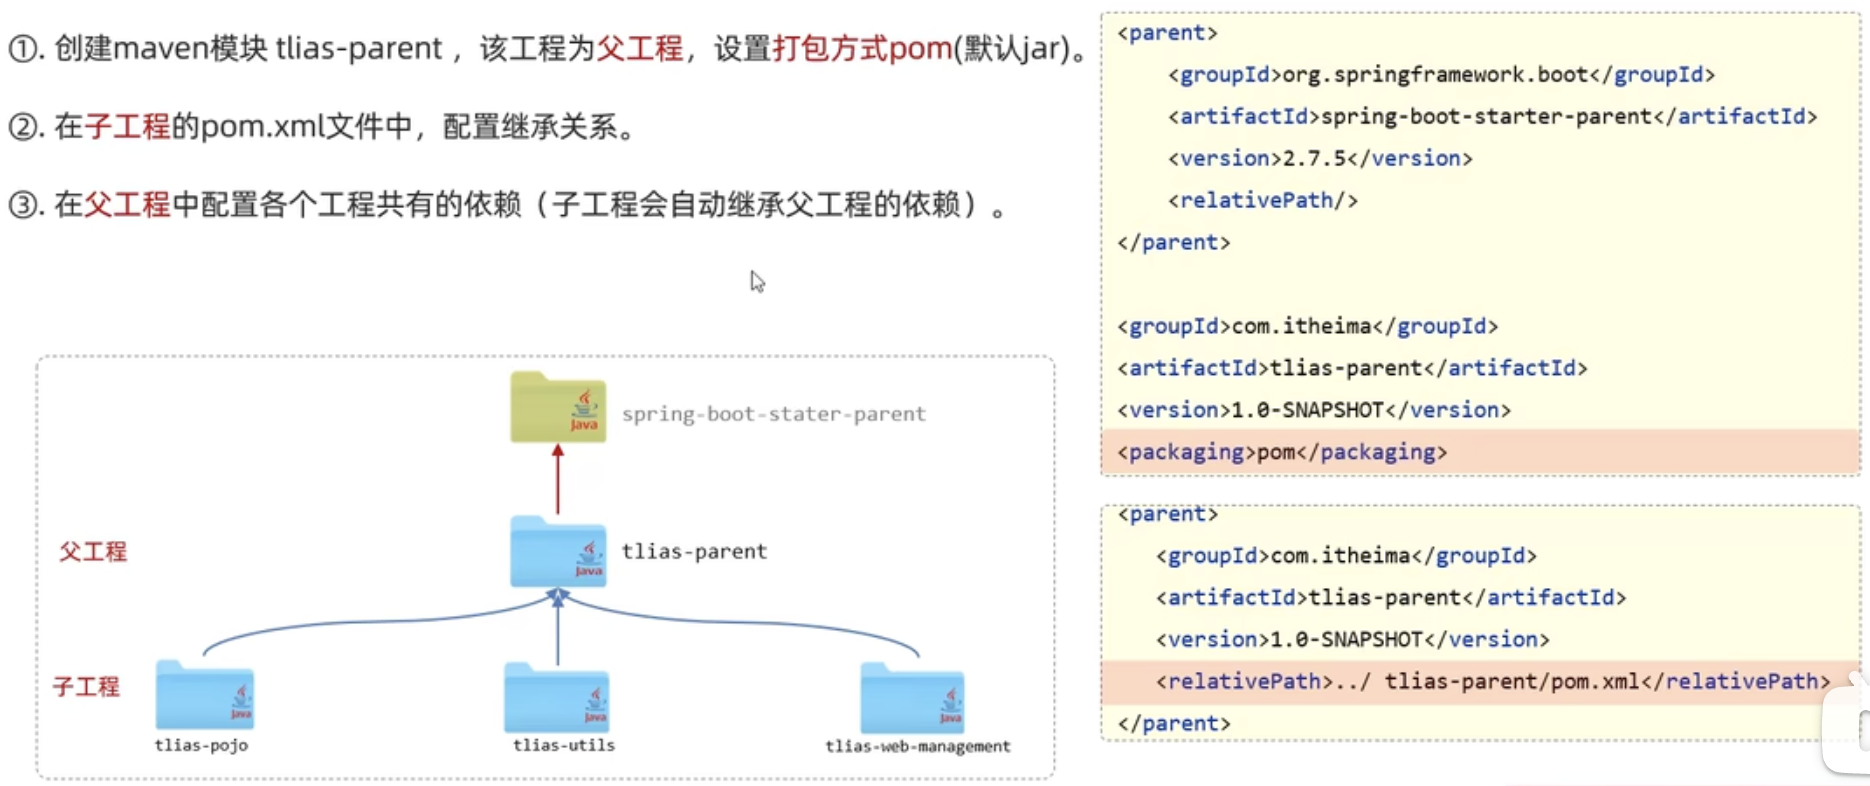 ①. 创建maven模块 tlias-parent ，该工程为父工程，设置打包方式pom(默认jar)。
②. 在子工程的pom.xml文件中，配置继承关系。
③. 在父工程中配置各个工程共有的依赖（子工程会自动继承父工程的依赖）。
spring-boot-stater-parent
Java
父工程
tlias-parent
Java
子工程
Java
Java
Java
tlias-pojo
tlias-utils
tlias-web-management
<parent>
<groupId>org.springframework.boot</groupId>
<artifactId>spring-boot-starter-parent</artifactId>
<version>2.7.5</version>
<relativePath/>
</parent>
<groupId>com.itheima</groupId>
<artifactId>tlias-parent</artifactId>
<version>1.0-SNAPSHOT</version>
<packaging>pom</packaging>
<parent>
<groupId>com.itheima</groupId>
<artifactId>tlias-parent</artifactId>
<version>1.0-SNAPSHOT</version>
<relativePath>../ tlias-parent/pom.xml</relativePath>
</parent>